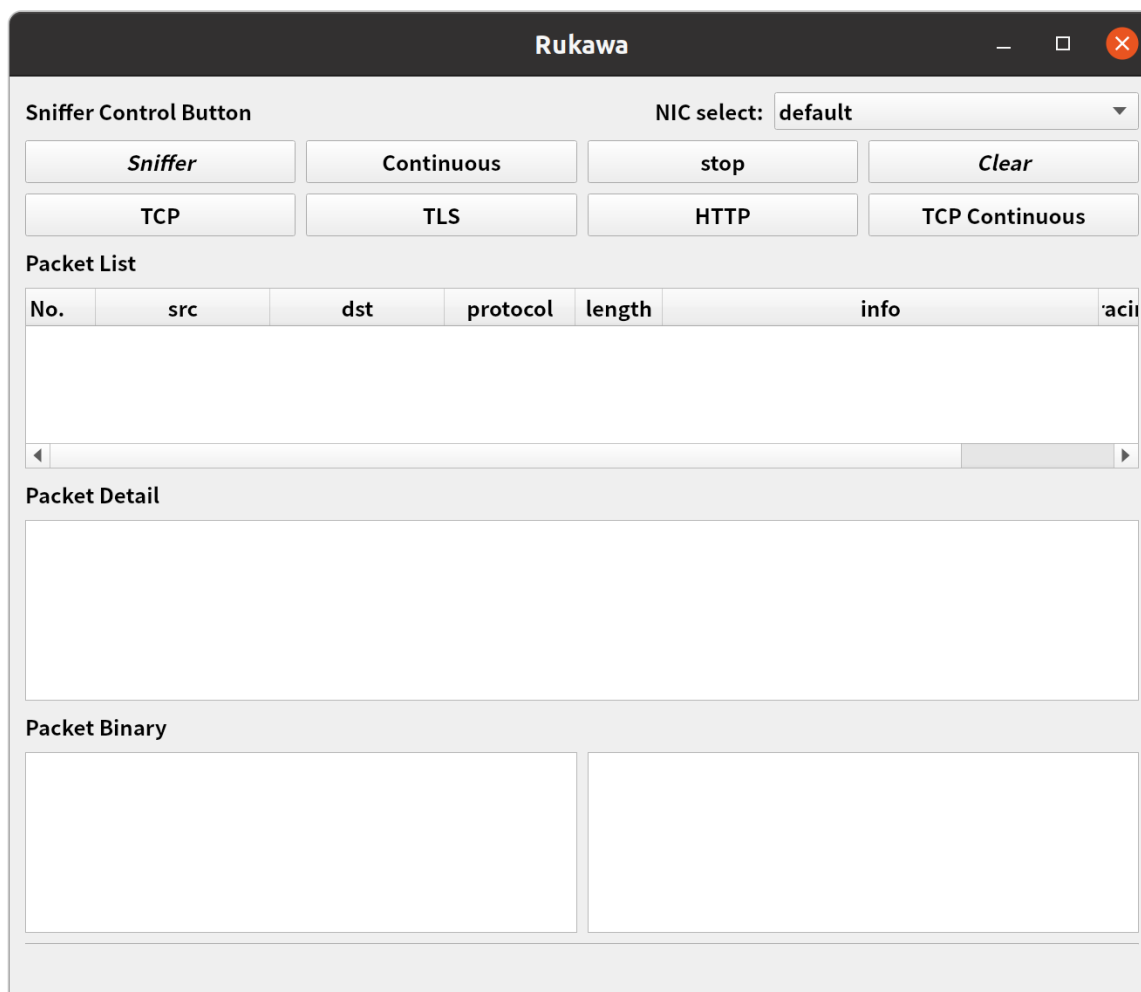 Rukawa
Sniffer Control Button NIC select: default
Sniffer Continuous stop Clear
TCP TLS HTTP TCP Continuous
Packet List
No. src dst protocol length info
Packet Detail
Packet Binary